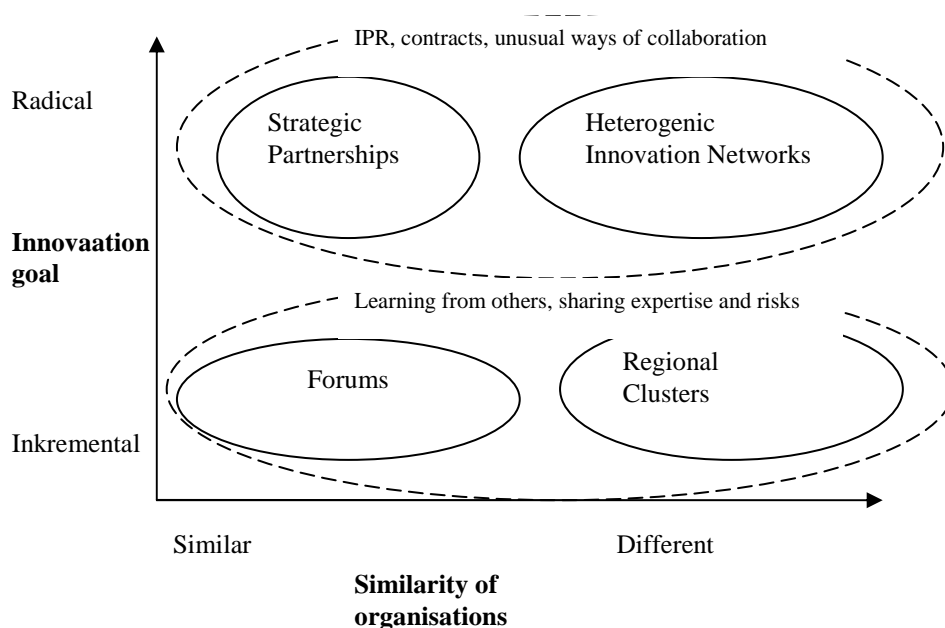 IPR, contracts, unusual ways of collaboration
Radical
Strategic
Partnerships
Heterogenic
Innovation Networks
Innovaation
goal
Learning from others, sharing expertise and risks
Forums
Regional
Clusters
Inkremental
Similar
Different
Similarity of
organisations